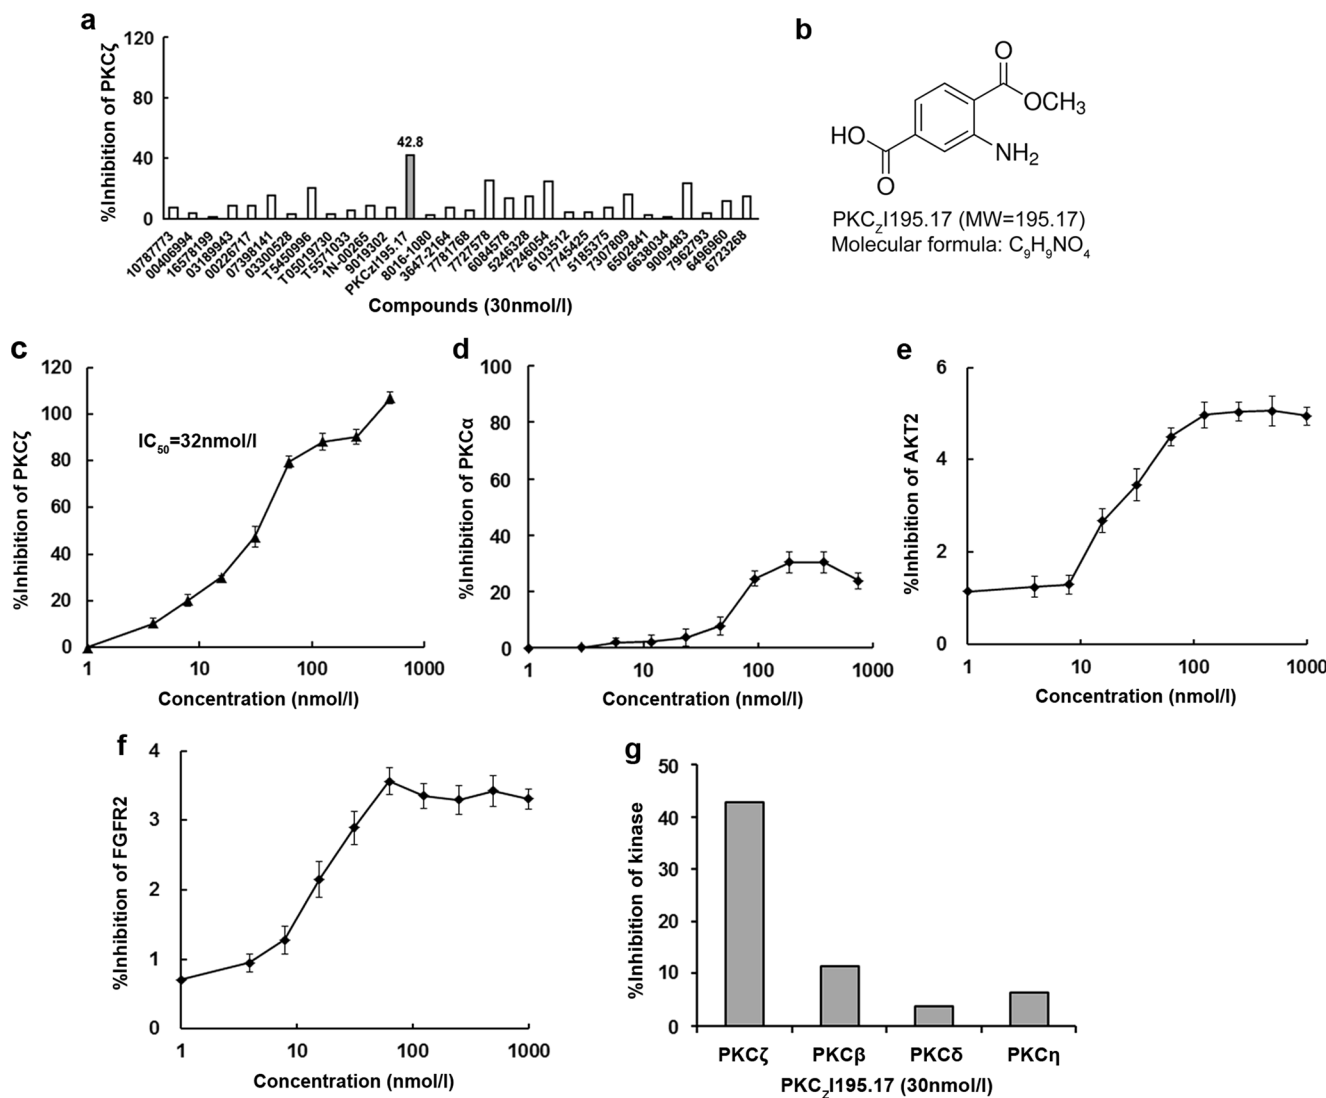 a
%Inhibition of PKCζ
120
80
40
0
42.8
10787773
00406994
16578199
03189943
00226717
07398141
03300528
T5450996
T05019730
T5571033
1N-00265
9019302
PKCzI195.17
8016-1080
3647-2164
7781768
7727578
6084578
5246328
7246054
6103512
7745425
5185375
7307809
6502841
6638034
9009483
7962793
6496960
6723268
Compounds (30nmol/l)
b
O
OCH3
HO
NH2
O
PKCZI195.17 (MW=195.17)
Molecular formula: C9H9NO4
c
%Inhibition of PKCζ
120
100
80
60
40
20
0
IC50=32nmol/l
1 10 100 1000
Concentration (nmol/l)
d
%Inhibition of PKCα
100
80
60
40
20
0
1 10 100 1000
Concentration (nmol/l)
e
%Inhibition of AKT2
6
4
2
0
1 10 100 1000
Concentration (nmol/l)
f
%Inhibition of FGFR2
4
3
2
1
0
1 10 100 1000
Concentration (nmol/l)
g
%Inhibition of kinase
50
40
30
20
10
0
PKCζ PKCβ PKCδ PKCη
PKCZI195.17 (30nmol/l)